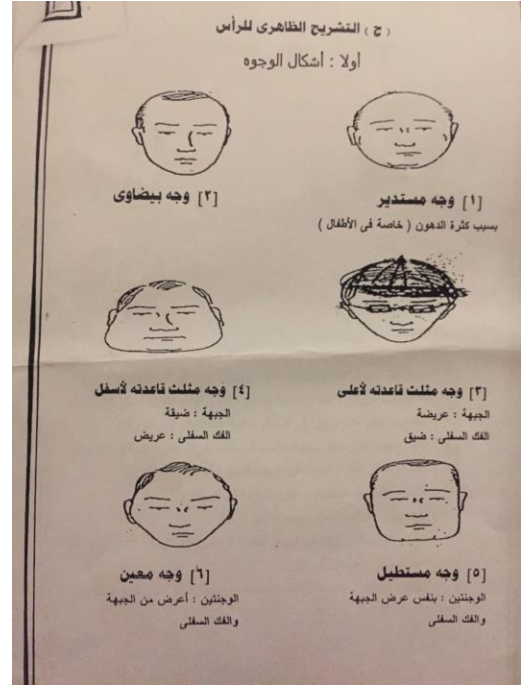 ( ح ) التشريح الظاهرى للرأس
أولا : أشكال الوجوه
[١] وجه مستدير
بسبب كثرة الدهون ( خاصة فى الأطفال )
[٢] وجه بيضاوى
[٣] وجه مثلث قاعدته لأعلى
الجبهة : عريضة
الفك السفلى : ضيق
[٤] وجه مثلث قاعدته لأسفل
الجبهة : ضيقة
الفك السفلى : عريض
[٥] وجه مستطيل
الوجنتين : بنفس عرض الجبهة
والفك السفلى
[٦] وجه معين
الوجنتين : أعرض من الجبهة
والفك السفلى